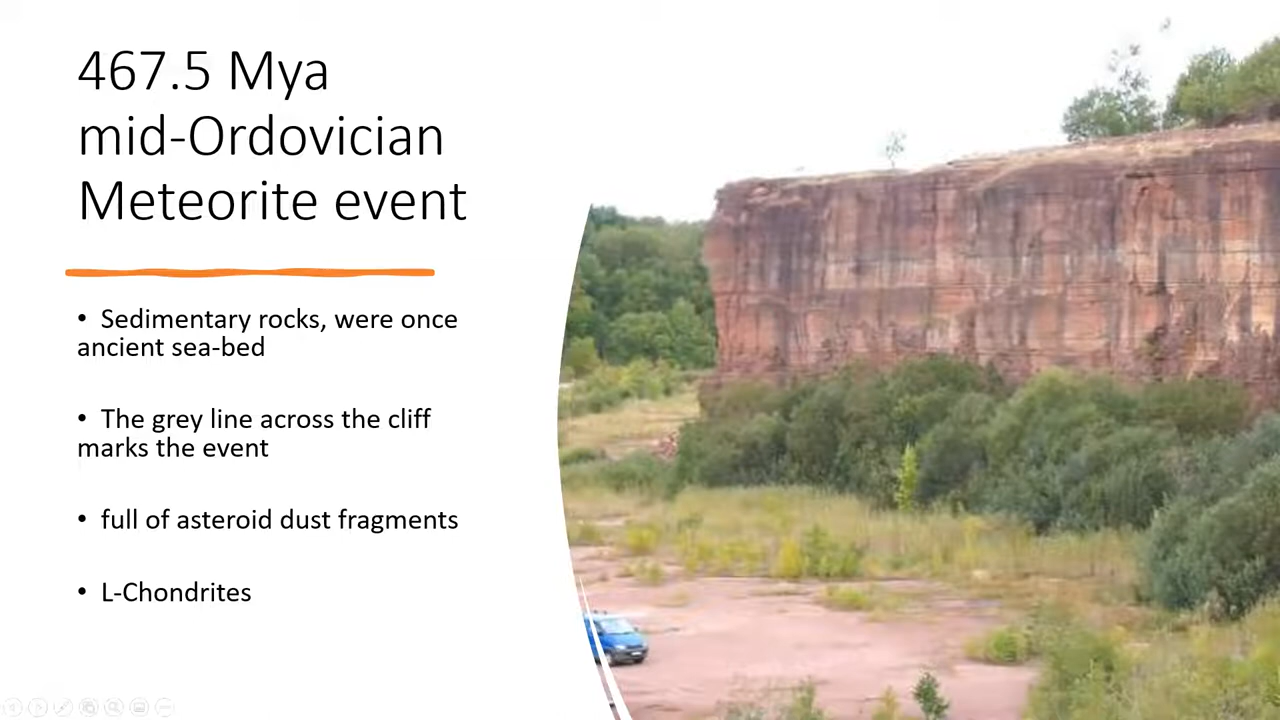 467.5 Mya
mid-Ordovician
Meteorite event
• Sedimentary rocks, were once
ancient sea-bed
• The grey line across the cliff
marks the event
• full of asteroid dust fragments
• L-Chondrites